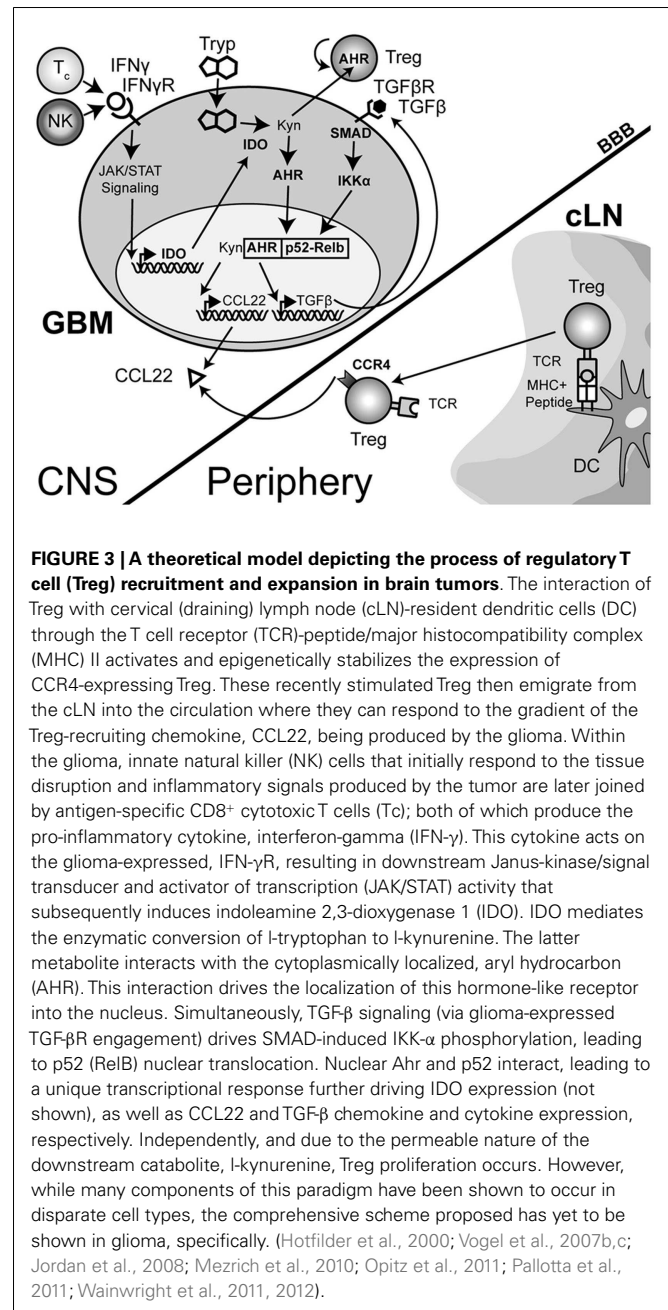 Tryp
IFNγ
IFNγR
Tc
NK
AHR
Treg
TGFβR
TGFβ
Kyn
IDO
SMAD
JAK/STAT
Signaling
AHR
IKKα
BBB
cLN
IDO
Kyn AHR p52-Relb
CCL22
TGFβ
GBM
Treg
CCL22
CCR4
TCR
Treg
TCR
MHC+
Peptide
DC
CNS
Periphery
FIGURE 3 | A theoretical model depicting the process of regulatory T
cell (Treg) recruitment and expansion in brain tumors. The interaction of
Treg with cervical (draining) lymph node (cLN)-resident dendritic cells (DC)
through the T cell receptor (TCR)-peptide/major histocompatibility complex
(MHC) II activates and epigenetically stabilizes the expression of
CCR4-expressing Treg. These recently stimulated Treg then emigrate from
the cLN into the circulation where they can respond to the gradient of the
Treg-recruiting chemokine, CCL22, being produced by the glioma. Within
the glioma, innate natural killer (NK) cells that initially respond to the tissue
disruption and inflammatory signals produced by the tumor are later joined
by antigen-specific CD8⁺ cytotoxic T cells (Tc); both of which produce the
pro-inflammatory cytokine, interferon-gamma (IFN-γ). This cytokine acts on
the glioma-expressed, IFN-γR, resulting in downstream Janus-kinase/signal
transducer and activator of transcription (JAK/STAT) activity that
subsequently induces indoleamine 2,3-dioxygenase 1 (IDO). IDO mediates
the enzymatic conversion of l-tryptophan to l-kynurenine. The latter
metabolite interacts with the cytoplasmically localized, aryl hydrocarbon
(AHR). This interaction drives the localization of this hormone-like receptor
into the nucleus. Simultaneously, TGF-β signaling (via glioma-expressed
TGF-βR engagement) drives SMAD-induced IKK-α phosphorylation, leading
to p52 (RelB) nuclear translocation. Nuclear Ahr and p52 interact, leading to
a unique transcriptional response further driving IDO expression (not
shown), as well as CCL22 and TGF-β chemokine and cytokine expression,
respectively. Independently, and due to the permeable nature of the
downstream catabolite, l-kynurenine, Treg proliferation occurs. However,
while many components of this paradigm have been shown to occur in
disparate cell types, the comprehensive scheme proposed has yet to be
shown in glioma, specifically. (Hotfilder et al., 2000; Vogel et al., 2007b,c;
Jordan et al., 2008; Mezrich et al., 2010; Opitz et al., 2011; Pallotta et al.,
2011; Wainwright et al., 2011, 2012).